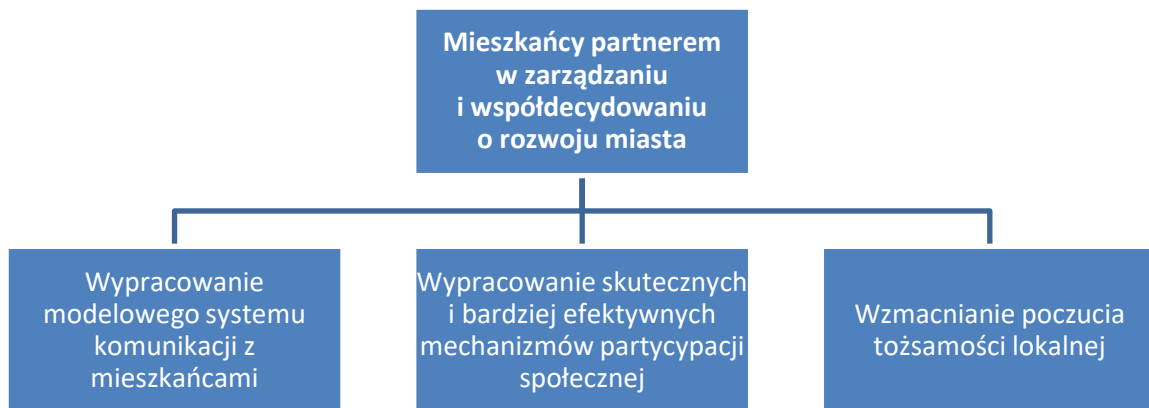 Mieszkańcy partnerem
w zarządzaniu
i współdecydowaniu
o rozwoju miasta
Wypracowanie
modelowego systemu
komunikacji z
mieszkańcami
Wypracowanie skutecznych
i bardziej efektywnych
mechanizmów partycypacji
społecznej
Wzmacnianie poczucia
tożsamości lokalnej